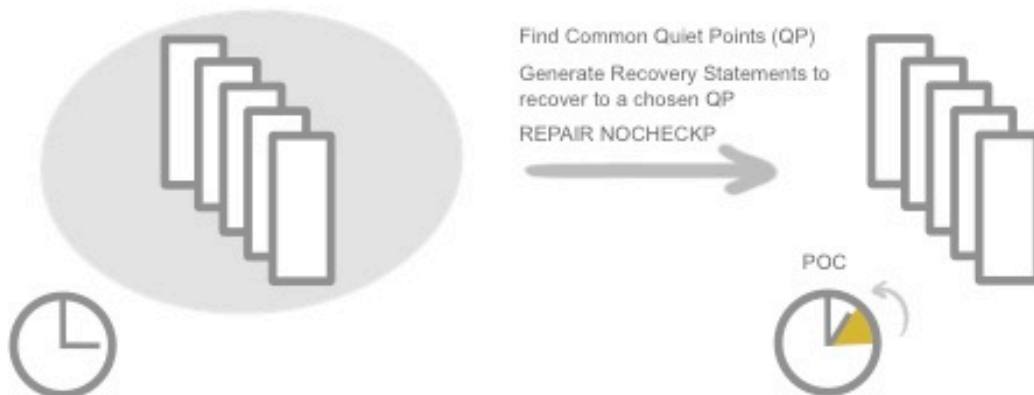 Find Common Quiet Points (QP)
Generate Recovery Statements to
recover to a chosen QP
REPAIR NOCHECKP
POC